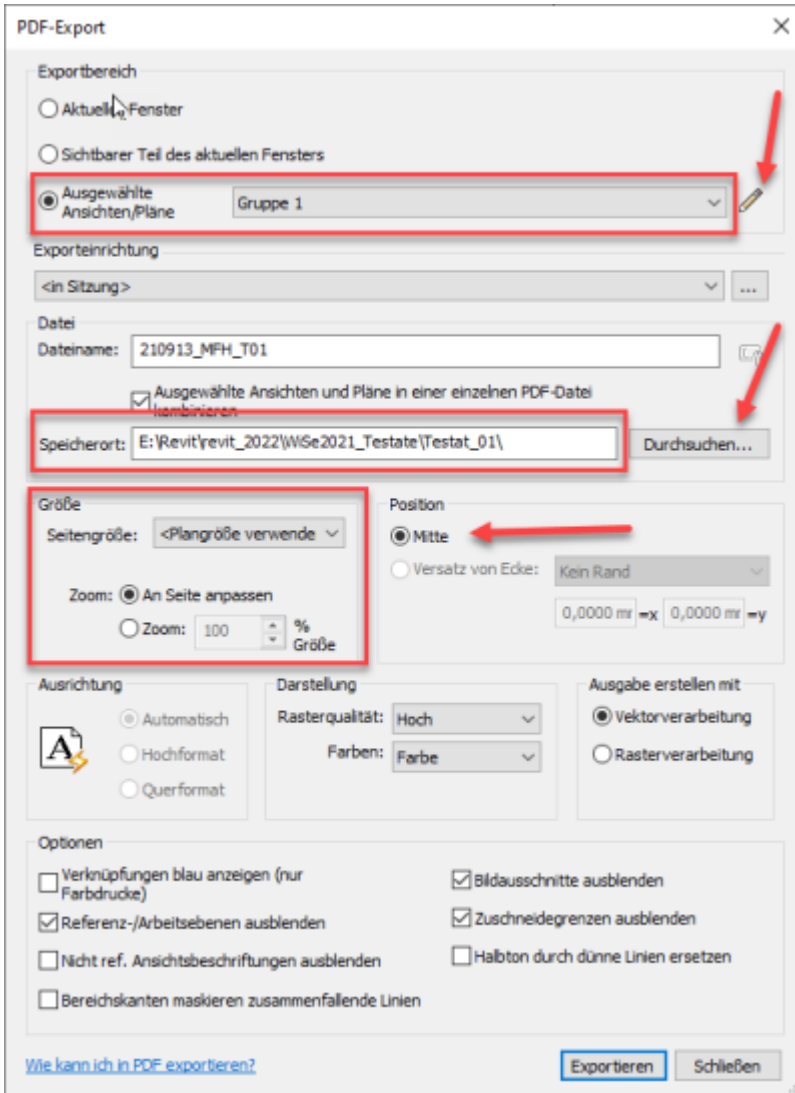 PDF-Export
Exportbereich
Aktuelles Fenster
Sichtbarer Teil des aktuellen Fensters
Ausgewählte
Ansichten/Pläne
Gruppe 1
Exporteinrichtung
<in Sitzung>
...
Datei
Dateiname: 210913_MFH_T01
Ausgewählte Ansichten und Pläne in einer einzelnen PDF-Datei
kombinieren
Speicherort: E:\Revit\revit_2022\WiSe2021_Testate\Testat_01\ Durchsuchen...
Größe
Seitengröße: <Plangröße verwende
Zoom: An Seite anpassen
Zoom: 100 %
Größe
Position
Mitte
Versatz von Ecke: Kein Rand
0,0000 mr =x 0,0000 mr =y
Ausrichtung
Automatisch
Hochformat
Querformat
Darstellung
Rasterqualität: Hoch
Farben: Farbe
Ausgabe erstellen mit
Vektorverarbeitung
Rasterverarbeitung
Optionen
Verknüpfungen blau anzeigen (nur
Farbdrucke)
Referenz-/Arbeitsebenen ausblenden
Nicht ref. Ansichtsbeschriftungen ausblenden
Bereichskanten maskieren zusammenfallende Linien
Bildausschnitte ausblenden
Zuschneidegrenzen ausblenden
Halbton durch dünne Linien ersetzen
Wie kann ich in PDF exportieren?
Exportieren
Schließen